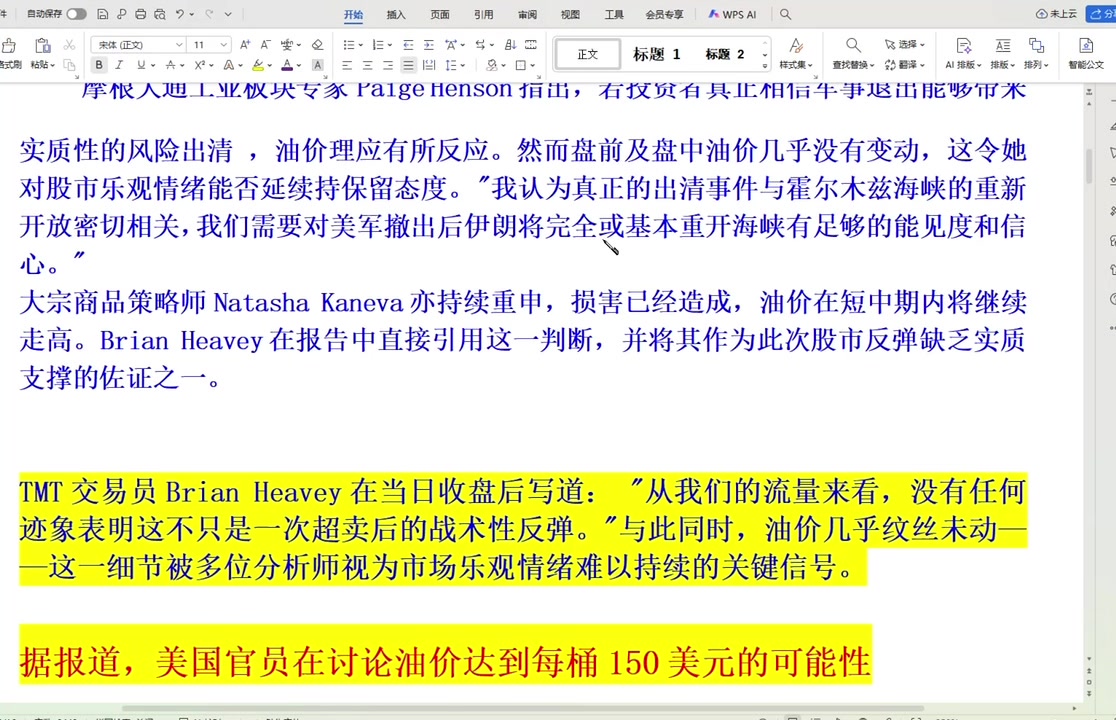 件 自动保存 开始 插入 页面 引用 审阅 视图 工具 会员专享 WPS AI 未上云 分享
格式刷 粘贴 宋体 (正文) 11 正文 标题 1 标题 2 样式集 查找替换 选择 翻译 AI 排版 排版 排列 智能公文
B I U A X² A A A
摩根大通工业板块专家 Paige Henson 指出，若投资者真正相信军事退出能够带来
实质性的风险出清 ，油价理应有所反应。然而盘前及盘中油价几乎没有变动，这令她
对股市乐观情绪能否延续持保留态度。"我认为真正的出清事件与霍尔木兹海峡的重新
开放密切相关，我们需要对美军撤出后伊朗将完全或基本重开海峡有足够的能见度和信
心。"
大宗商品策略师 Natasha Kaneva 亦持续重申，损害已经造成，油价在短中期内将继续
走高。Brian Heavey 在报告中直接引用这一判断，并将其作为此次股市反弹缺乏实质
支撑的佐证之一。
TMT 交易员 Brian Heavey 在当日收盘后写道： "从我们的流量来看，没有任何
迹象表明这不只是一次超卖后的战术性反弹。"与此同时，油价几乎纹丝未动—
—这一细节被多位分析师视为市场乐观情绪难以持续的关键信号。
据报道，美国官员在讨论油价达到每桶 150 美元的可能性